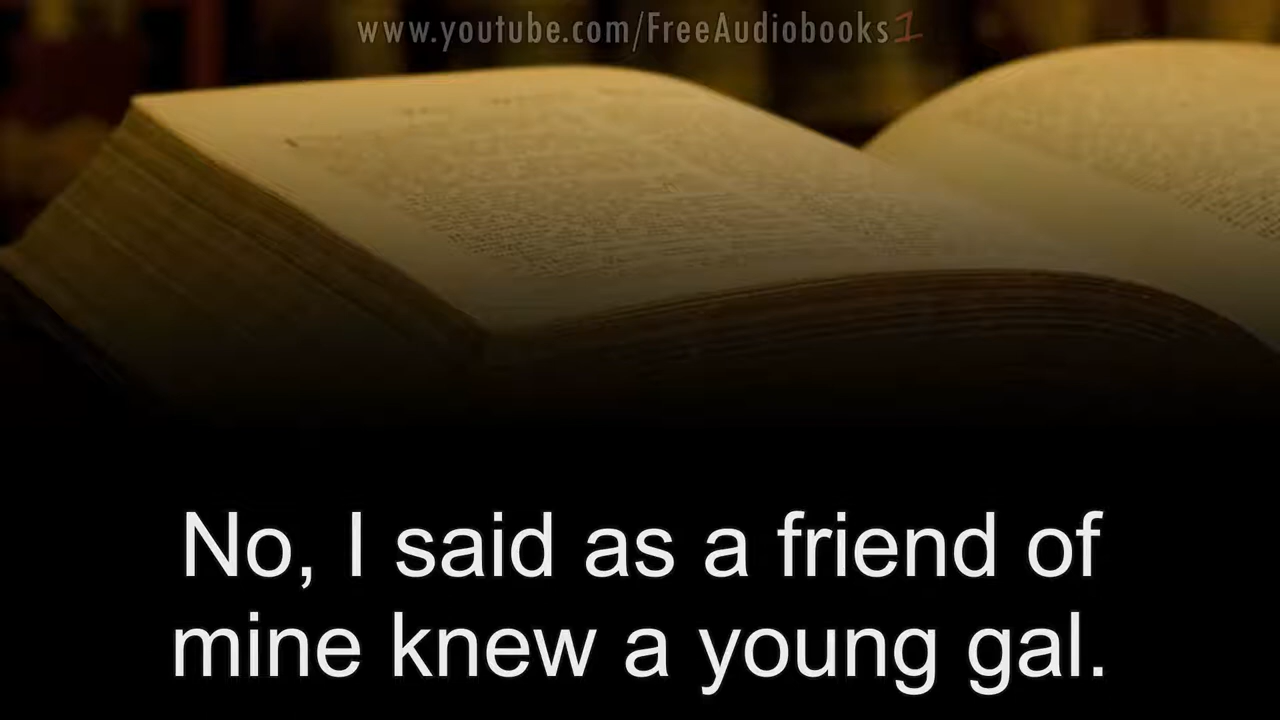 www.youtube.com/FreeAudiobooks1
No, I said as a friend of
mine knew a young gal.